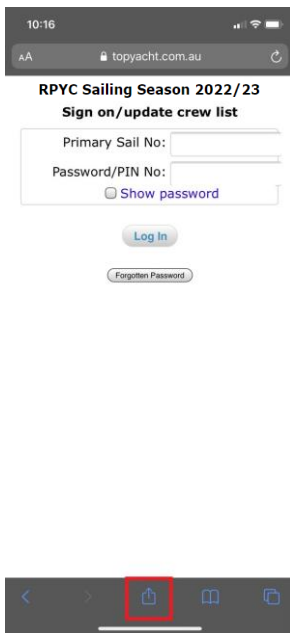 10:16
AA topyacht.com.au
RPYC Sailing Season 2022/23
Sign on/update crew list
Primary Sail No:
Password/PIN No:
Show password
Log In
Forgotten Password